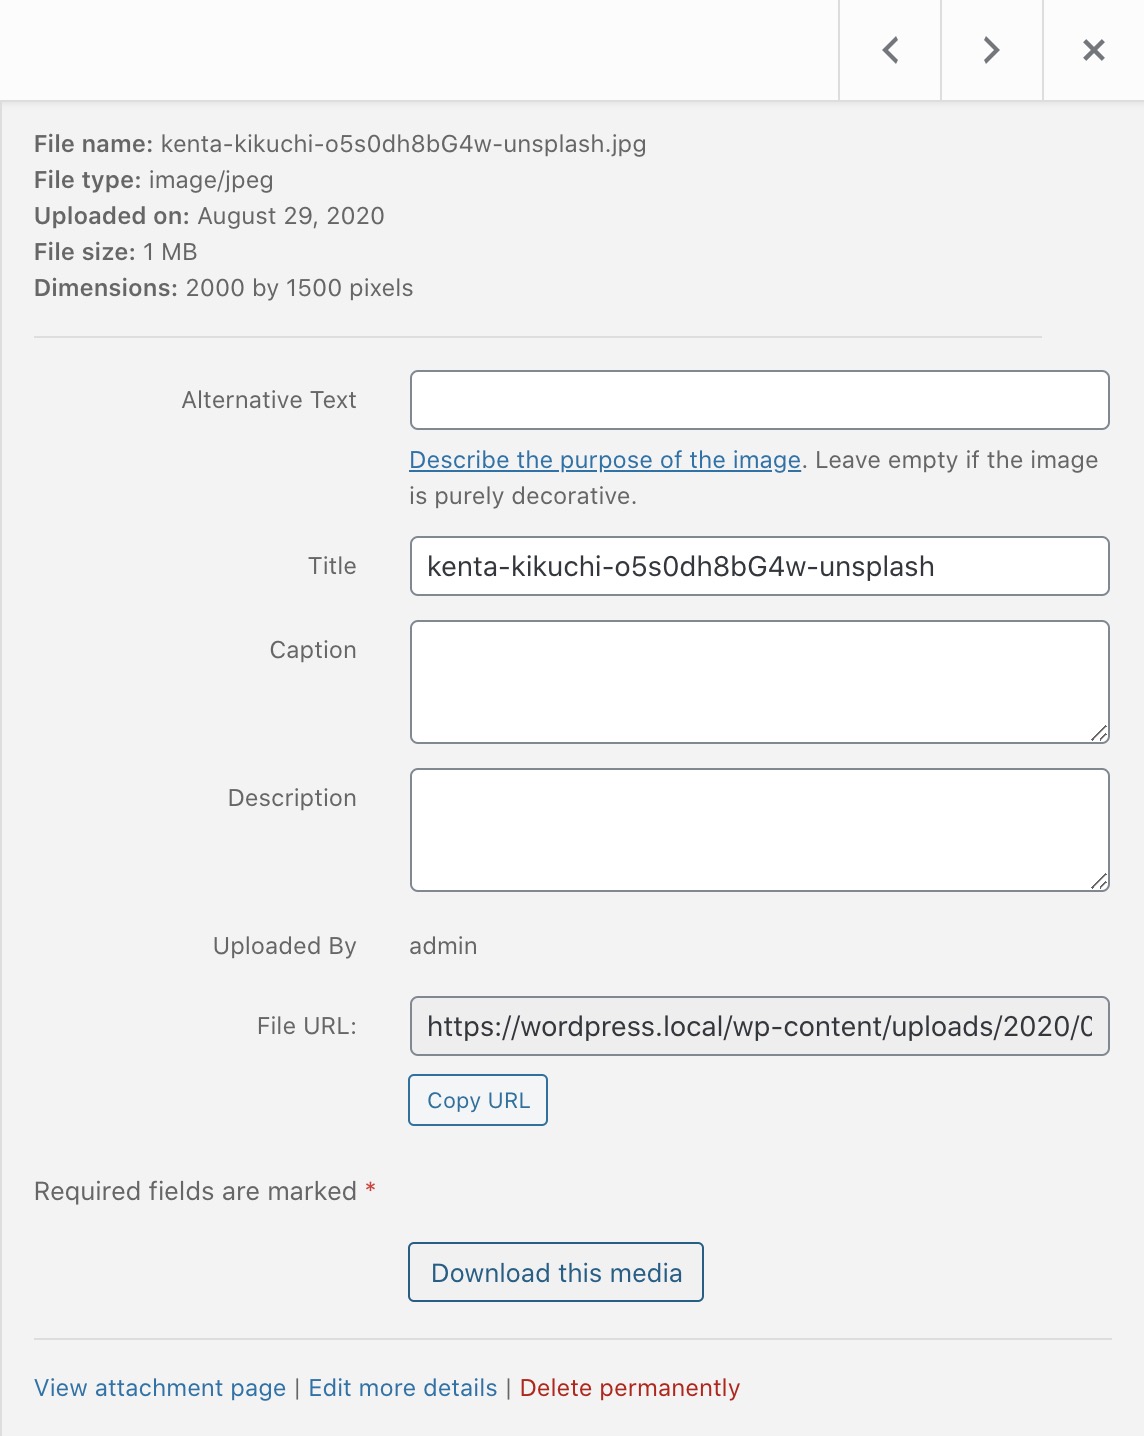 File name: kenta-kikuchi-o5s0dh8bG4w-unsplash.jpg
File type: image/jpeg
Uploaded on: August 29, 2020
File size: 1 MB
Dimensions: 2000 by 1500 pixels
Alternative Text
Describe the purpose of the image. Leave empty if the image
is purely decorative.
Title kenta-kikuchi-o5s0dh8bG4w-unsplash
Caption
Description
Uploaded By admin
File URL: https://wordpress.local/wp-content/uploads/2020/
Copy URL
Required fields are marked *
Download this media
View attachment page | Edit more details | Delete permanently